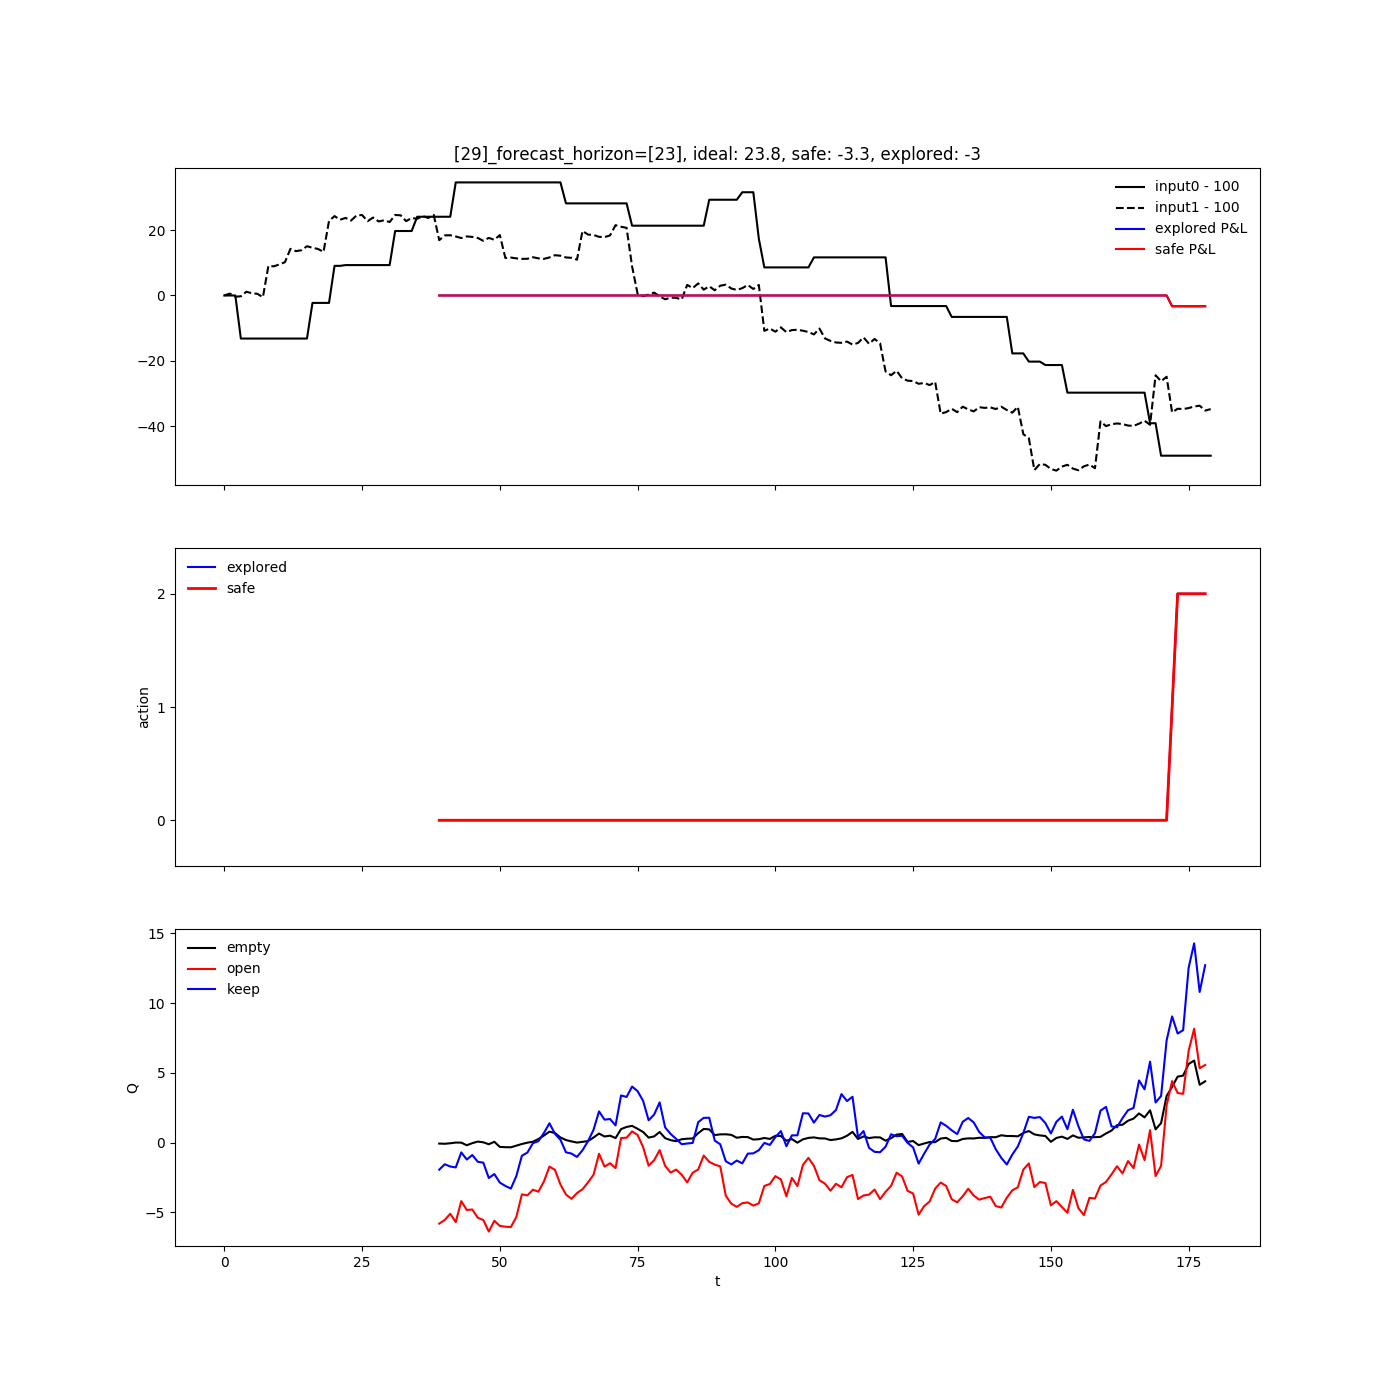 [29]_forecast_horizon=[23], ideal: 23.8, safe: -3.3, explored: -3
input0 - 100
input1 - 100
explored P&L
safe P&L
20
0
−20
−40
explored
safe
2
1
0
action
empty
open
keep
15
10
5
0
−5
Q
0 25 50 75 100 125 150 175
t